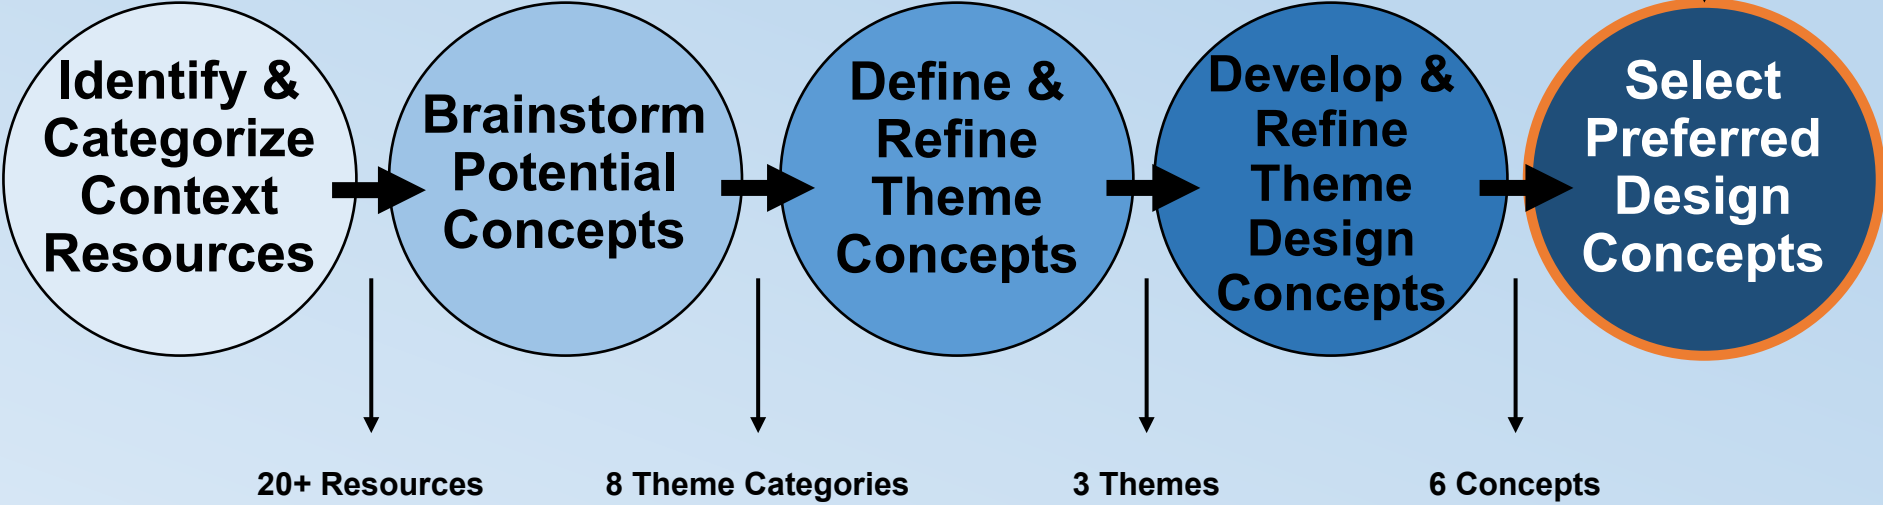 Identify &
Categorize
Context
Resources
Brainstorm
Potential
Concepts
Define &
Refine
Theme
Concepts
Develop &
Refine
Theme
Design
Concepts
Select
Preferred
Design
Concepts
20+ Resources
8 Theme Categories
3 Themes
6 Concepts